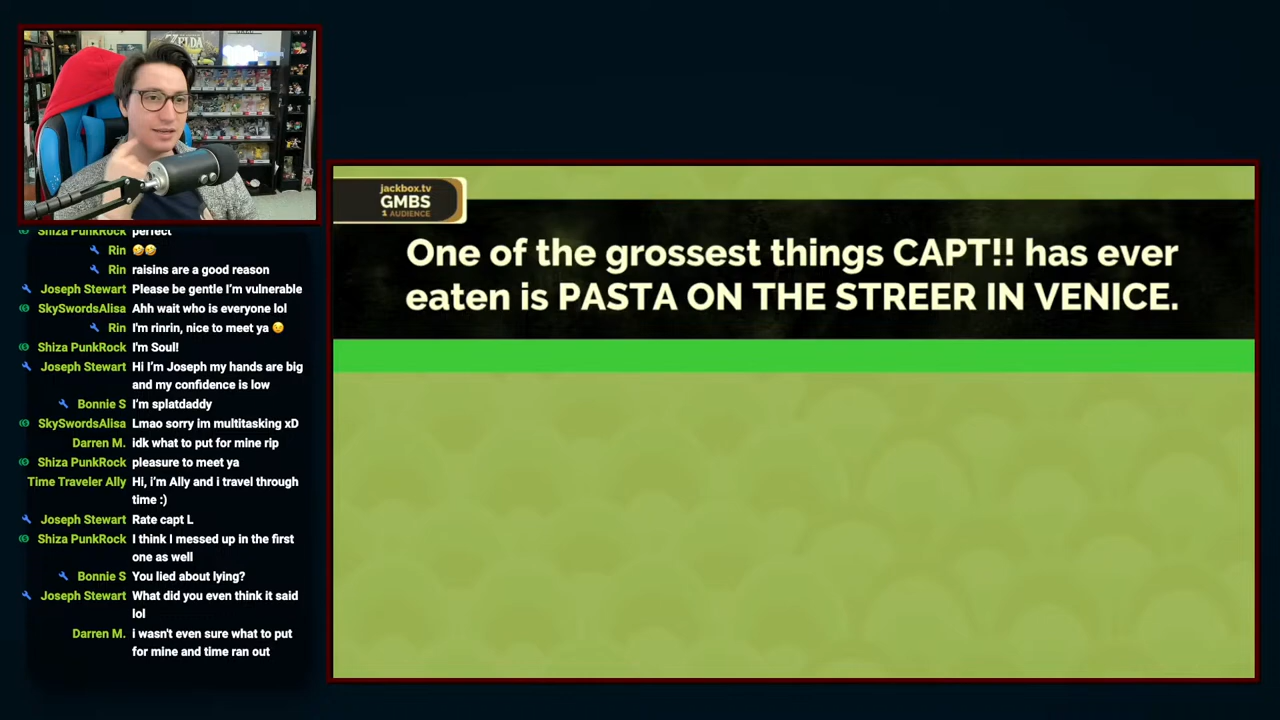 ZELDA
Shiza PunkRock perfect
Rin 🤣🤣
Rin raisins are a good reason
Joseph Stewart Please be gentle I’m vulnerable
SkySwordsAlisa Ahh wait who is everyone lol
Rin I'm rinrin, nice to meet ya 😉
Shiza PunkRock I'm Soul!
Joseph Stewart Hi I’m Joseph my hands are big
and my confidence is low
Bonnie S I’m splatdaddy
SkySwordsAlisa Lmao sorry im multitasking xD
Darren M. idk what to put for mine rip
Shiza PunkRock pleasure to meet ya
Time Traveler Ally Hi, i’m Ally and i travel through
time :)
Joseph Stewart Rate capt L
Shiza PunkRock I think I messed up in the first
one as well
Bonnie S You lied about lying?
Joseph Stewart What did you even think it said
lol
Darren M. i wasn't even sure what to put
for mine and time ran out
jackbox.tv
GMBS
1 AUDIENCE
One of the grossest things CAPT!! has ever
eaten is PASTA ON THE STREER IN VENICE.